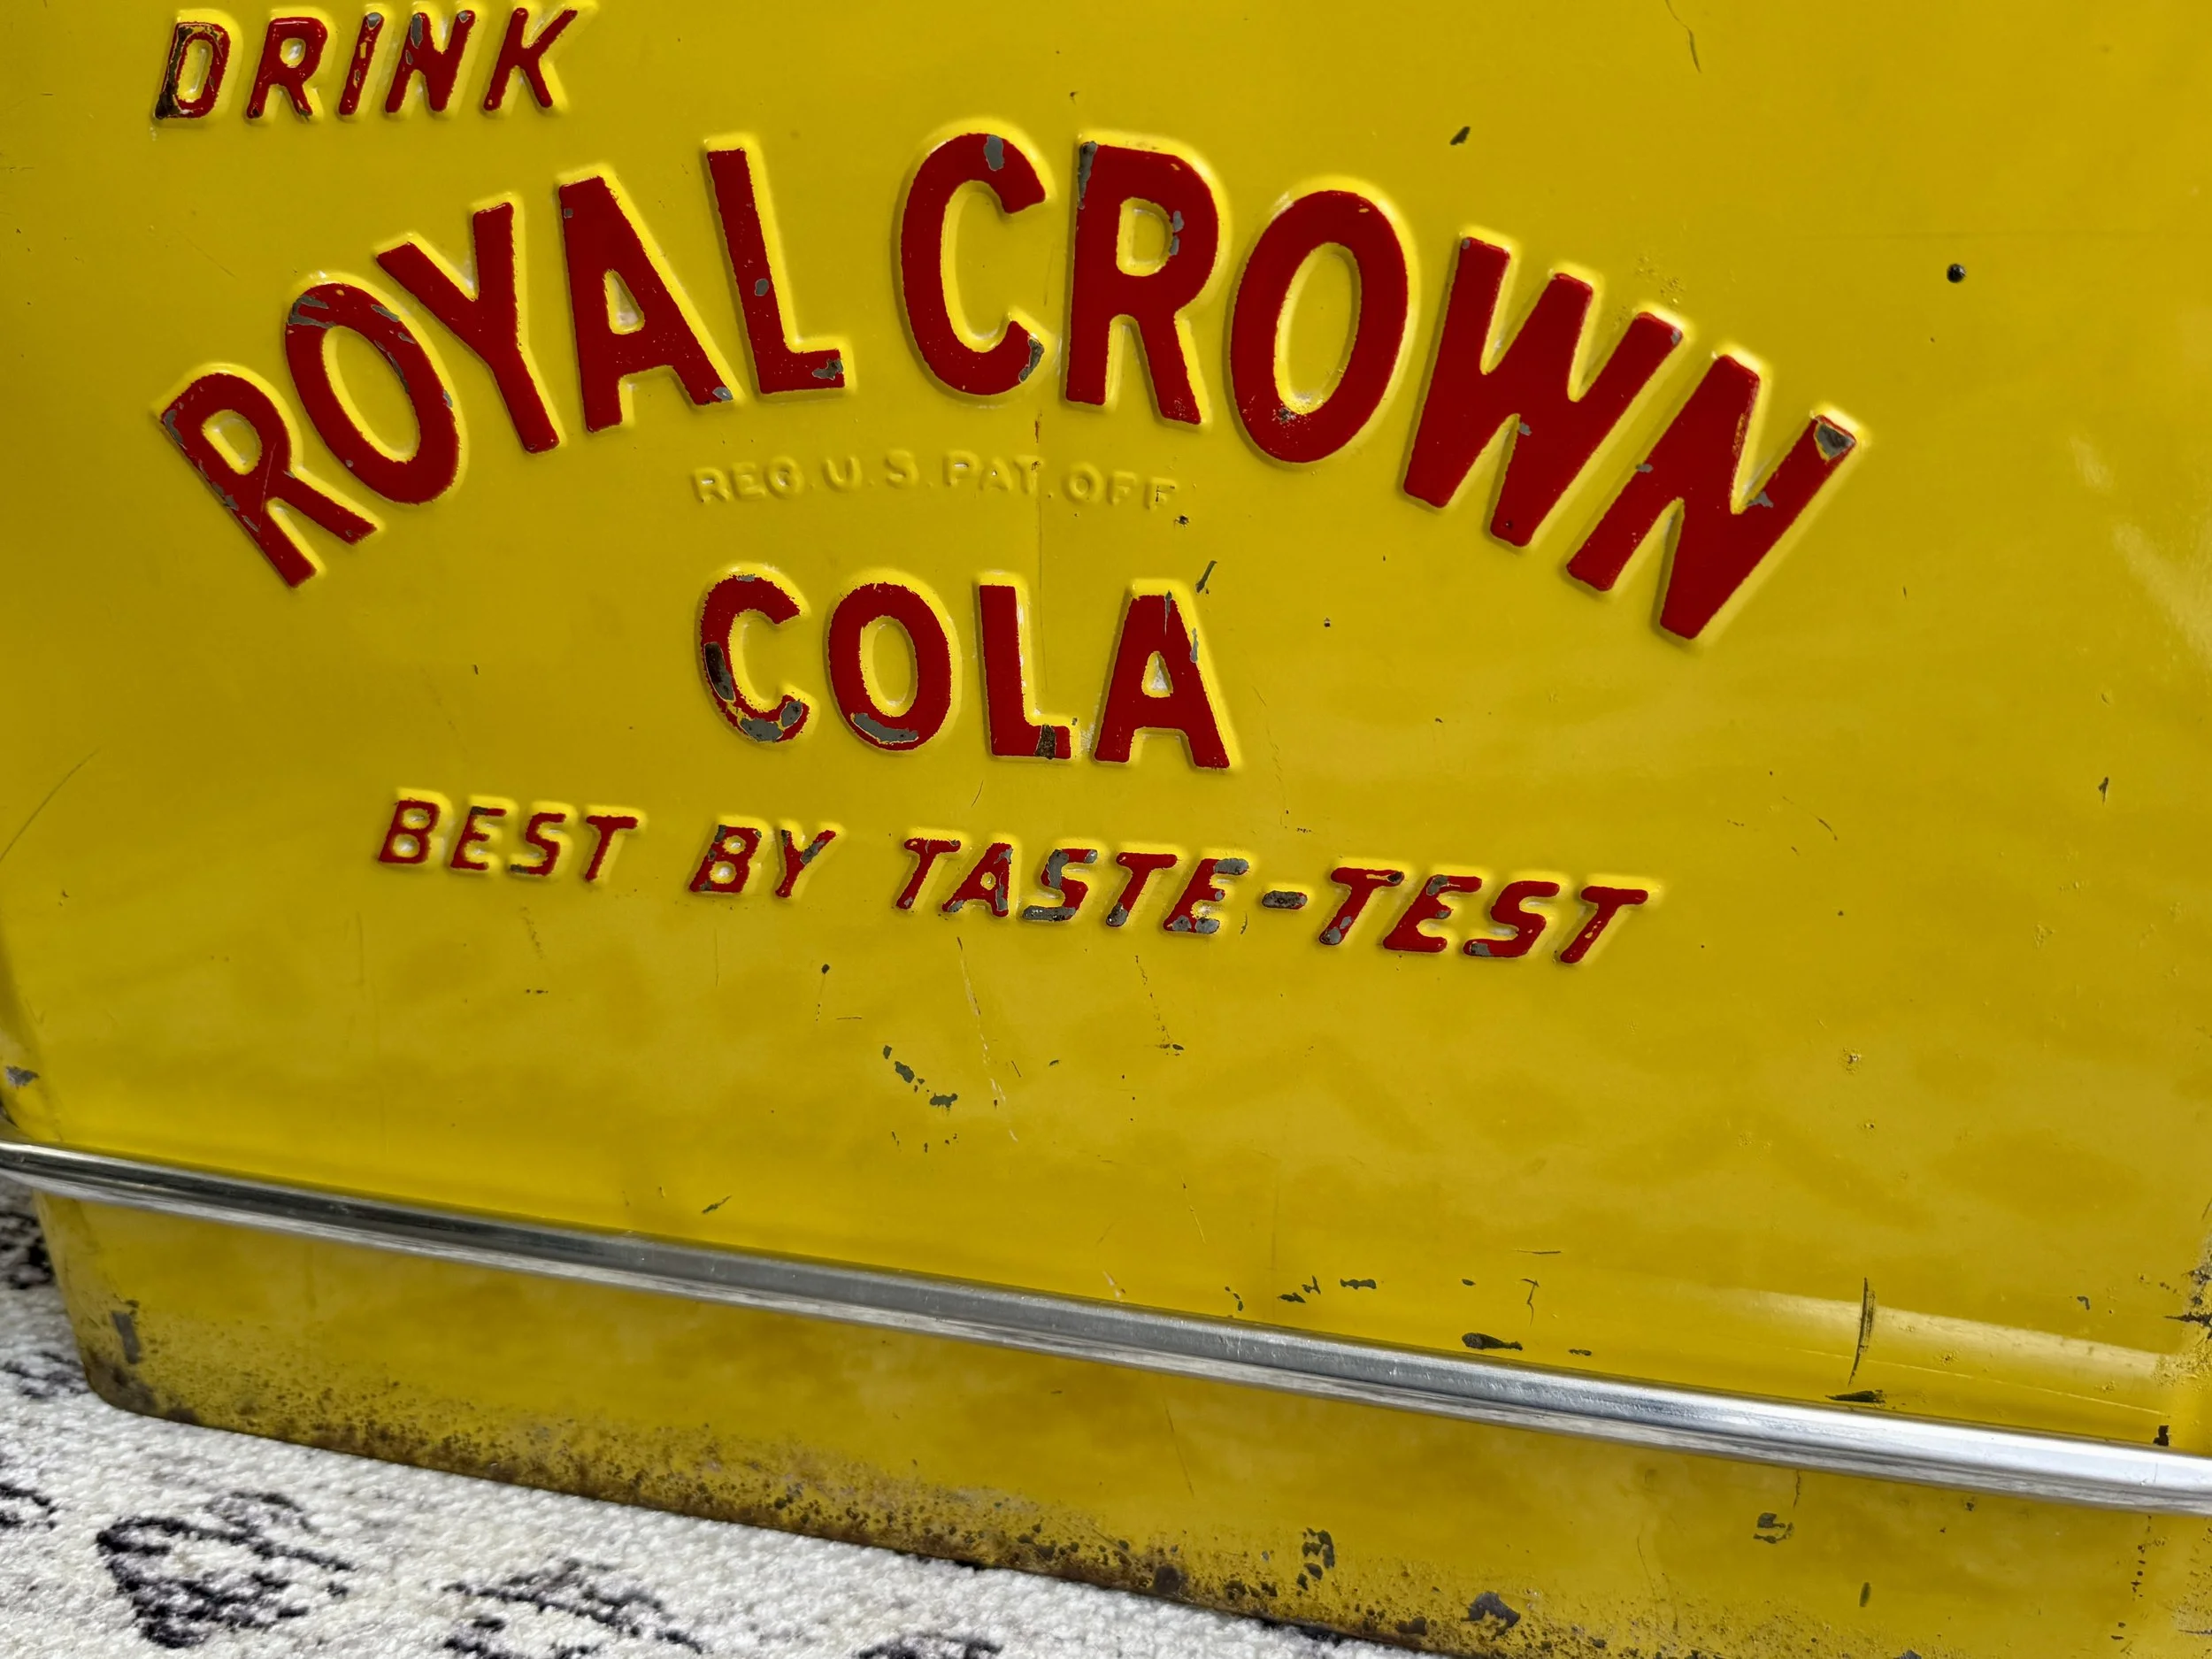 DRINK
ROYAL CROWN
REG. U. S. PAT. OFF.
COLA
BEST BY TASTE-TEST